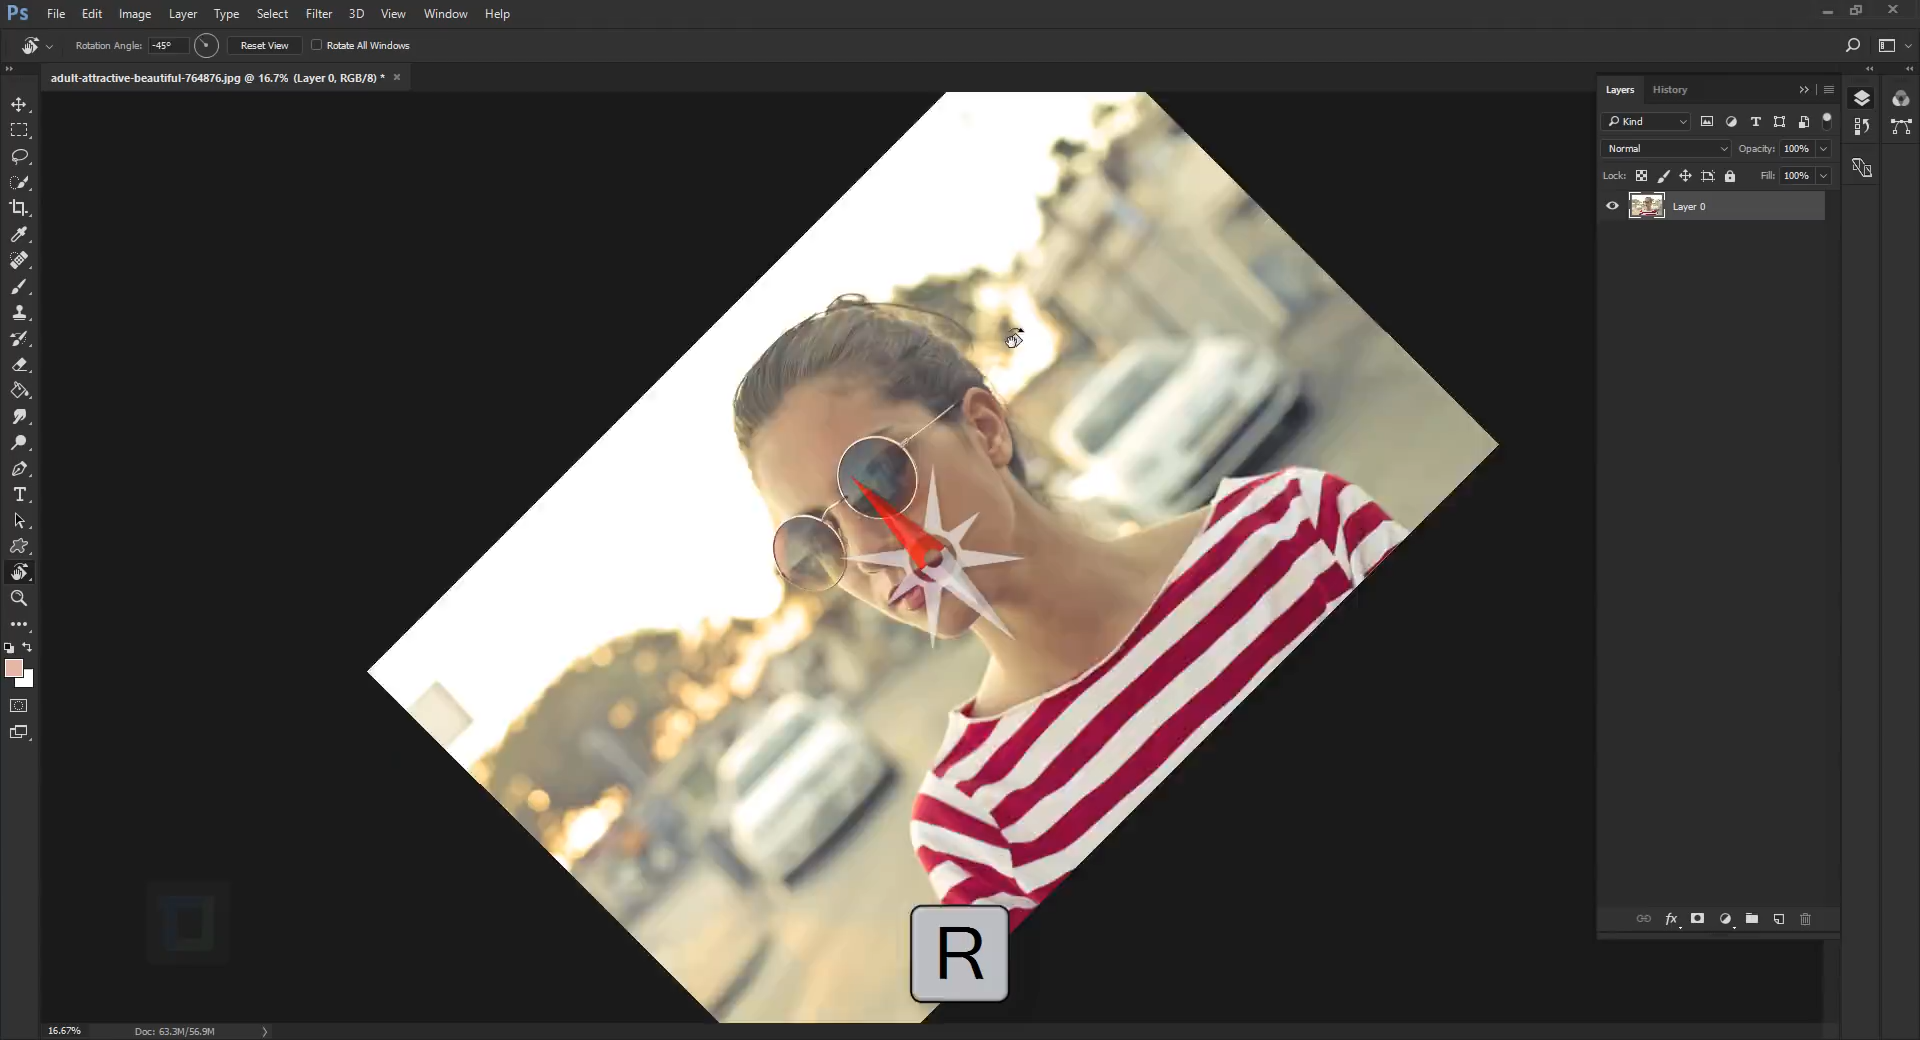 Ps File Edit Image Layer Type Select Filter 3D View Window Help
Rotation Angle: -45° Reset View Rotate All Windows
adult-attractive-beautiful-764876.jpg @ 16.7% (Layer 0, RGB/8) * ×
Layers History
Kind
Normal Opacity: 100%
Lock: Fill: 100%
Layer 0
fx
R
16.67% Doc: 63.3M/56.9M